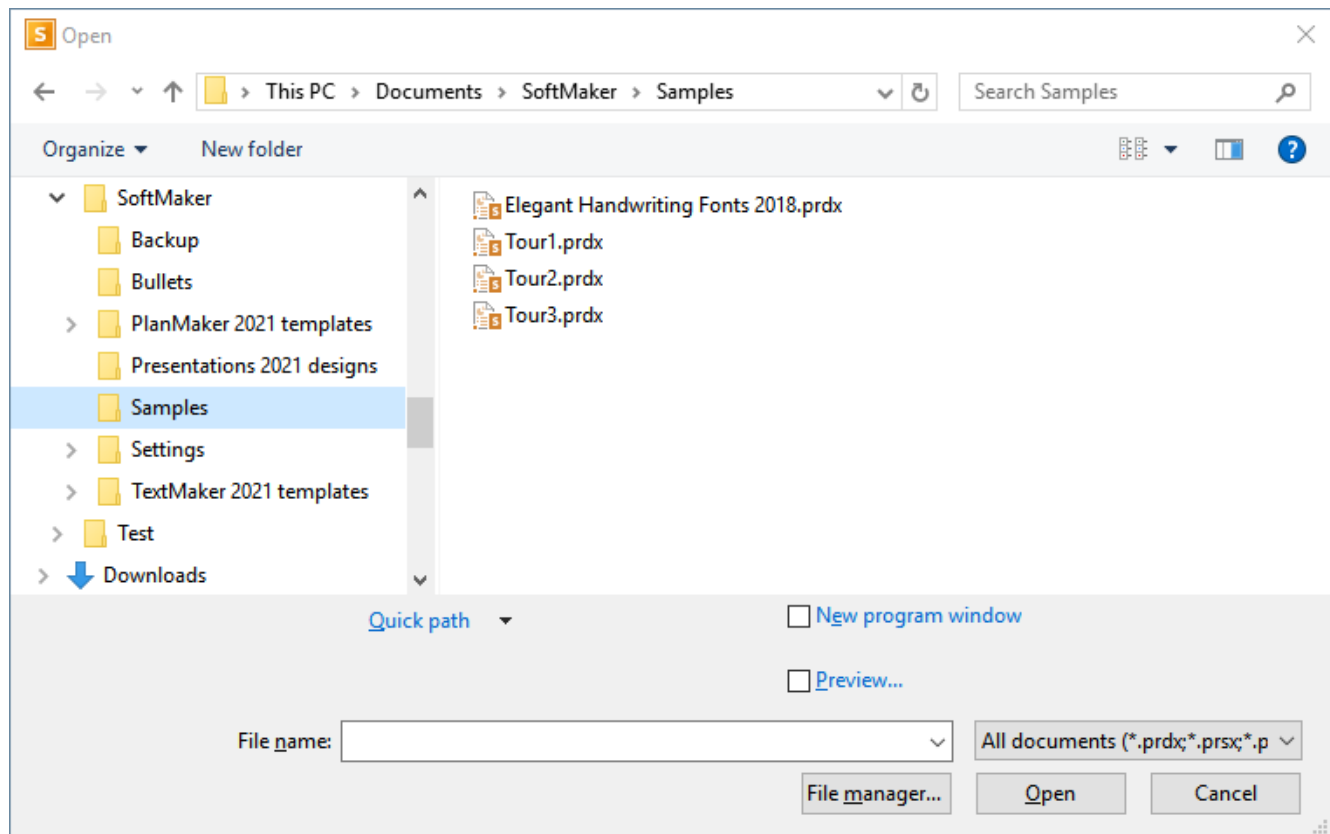 S Open
This PC > Documents > SoftMaker > Samples
Search Samples
Organize
New folder
?
SoftMaker
Backup
Bullets
PlanMaker 2021 templates
Presentations 2021 designs
Samples
Settings
TextMaker 2021 templates
Test
Downloads
Elegant Handwriting Fonts 2018.prdx
Tour1.prdx
Tour2.prdx
Tour3.prdx
Quick path
New program window
Preview...
File name:
All documents (*.prdx;*.prsx;*.p
File manager...
Open
Cancel